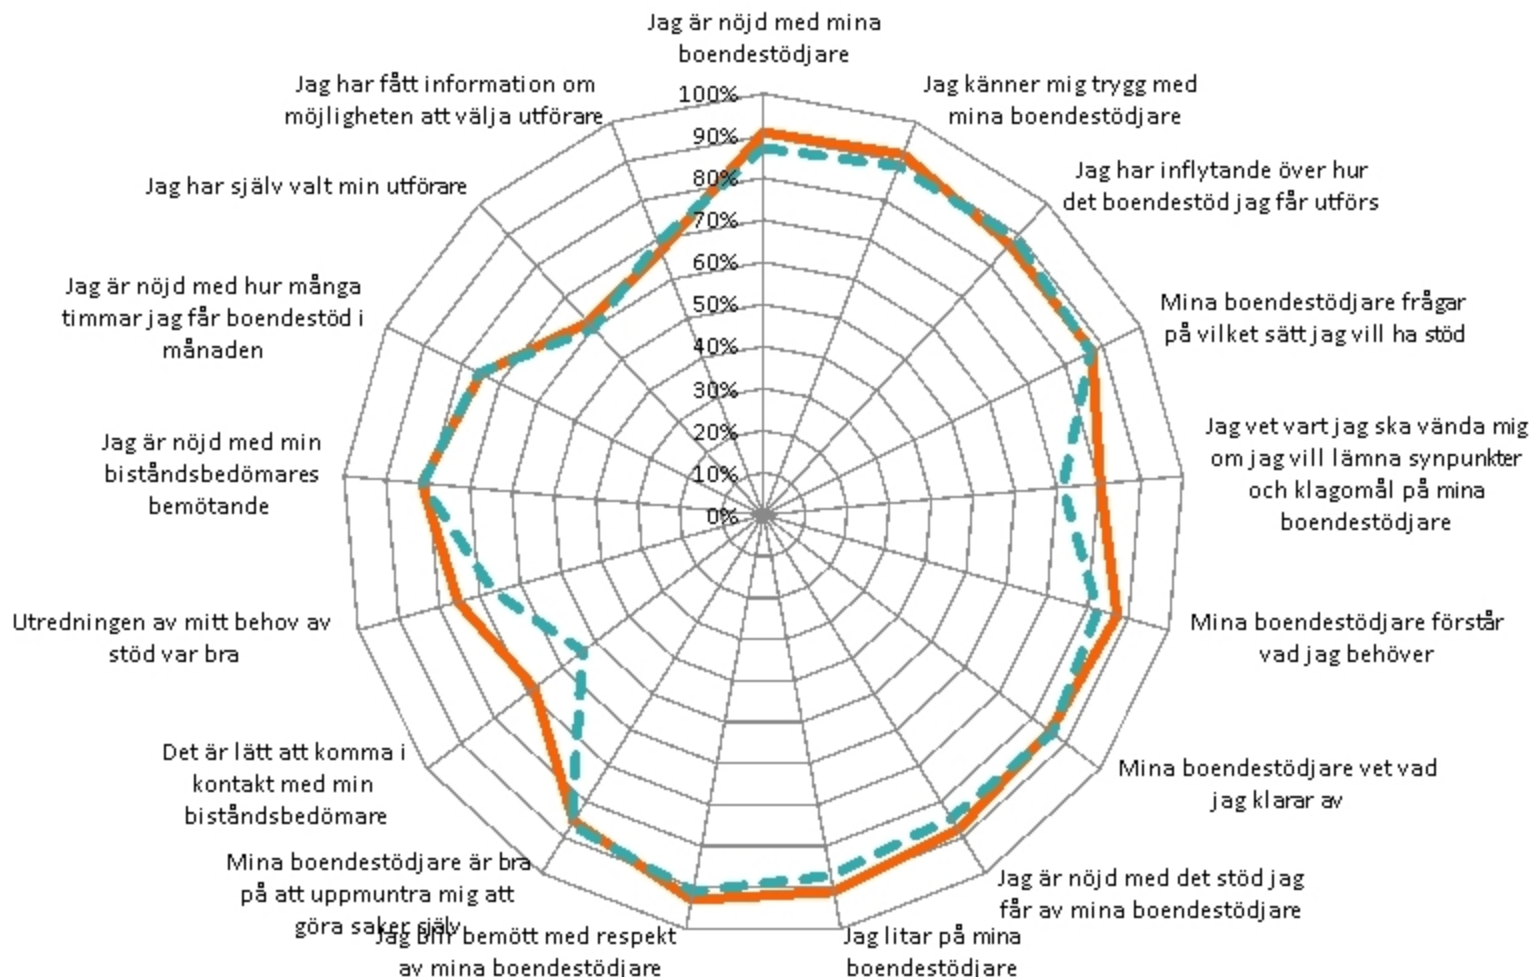 Jag är nöjd med mina
boendestödjare
Jag känner mig trygg med
mina boendestödjare
Jag har inflytande över hur
det boendestöd jag får utförs
Mina boendestödjare frågar
på vilket sätt jag vill ha stöd
Jag vet vart jag ska vända mig
om jag vill lämna synpunkter
och klagomål på mina
boendestödjare
Mina boendestödjare förstår
vad jag behöver
Mina boendestödjare vet vad
jag klarar av
Jag är nöjd med det stöd jag
får av mina boendestödjare
Jag litar på mina
boendestödjare
Jag blir bemött med respekt
av mina boendestödjare
Mina boendestödjare är bra
på att uppmuntra mig att
göra saker själv
Det är lätt att komma i
kontakt med min
biståndsbedömare
Utredningen av mitt behov av
stöd var bra
Jag är nöjd med min
biståndsbedömares
bemötande
Jag är nöjd med hur många
timmar jag får boendestöd i
månaden
Jag har själv valt min utförare
Jag har fått information om
möjligheten att välja utförare
100%
90%
80%
70%
60%
50%
40%
30%
20%
10%
0%